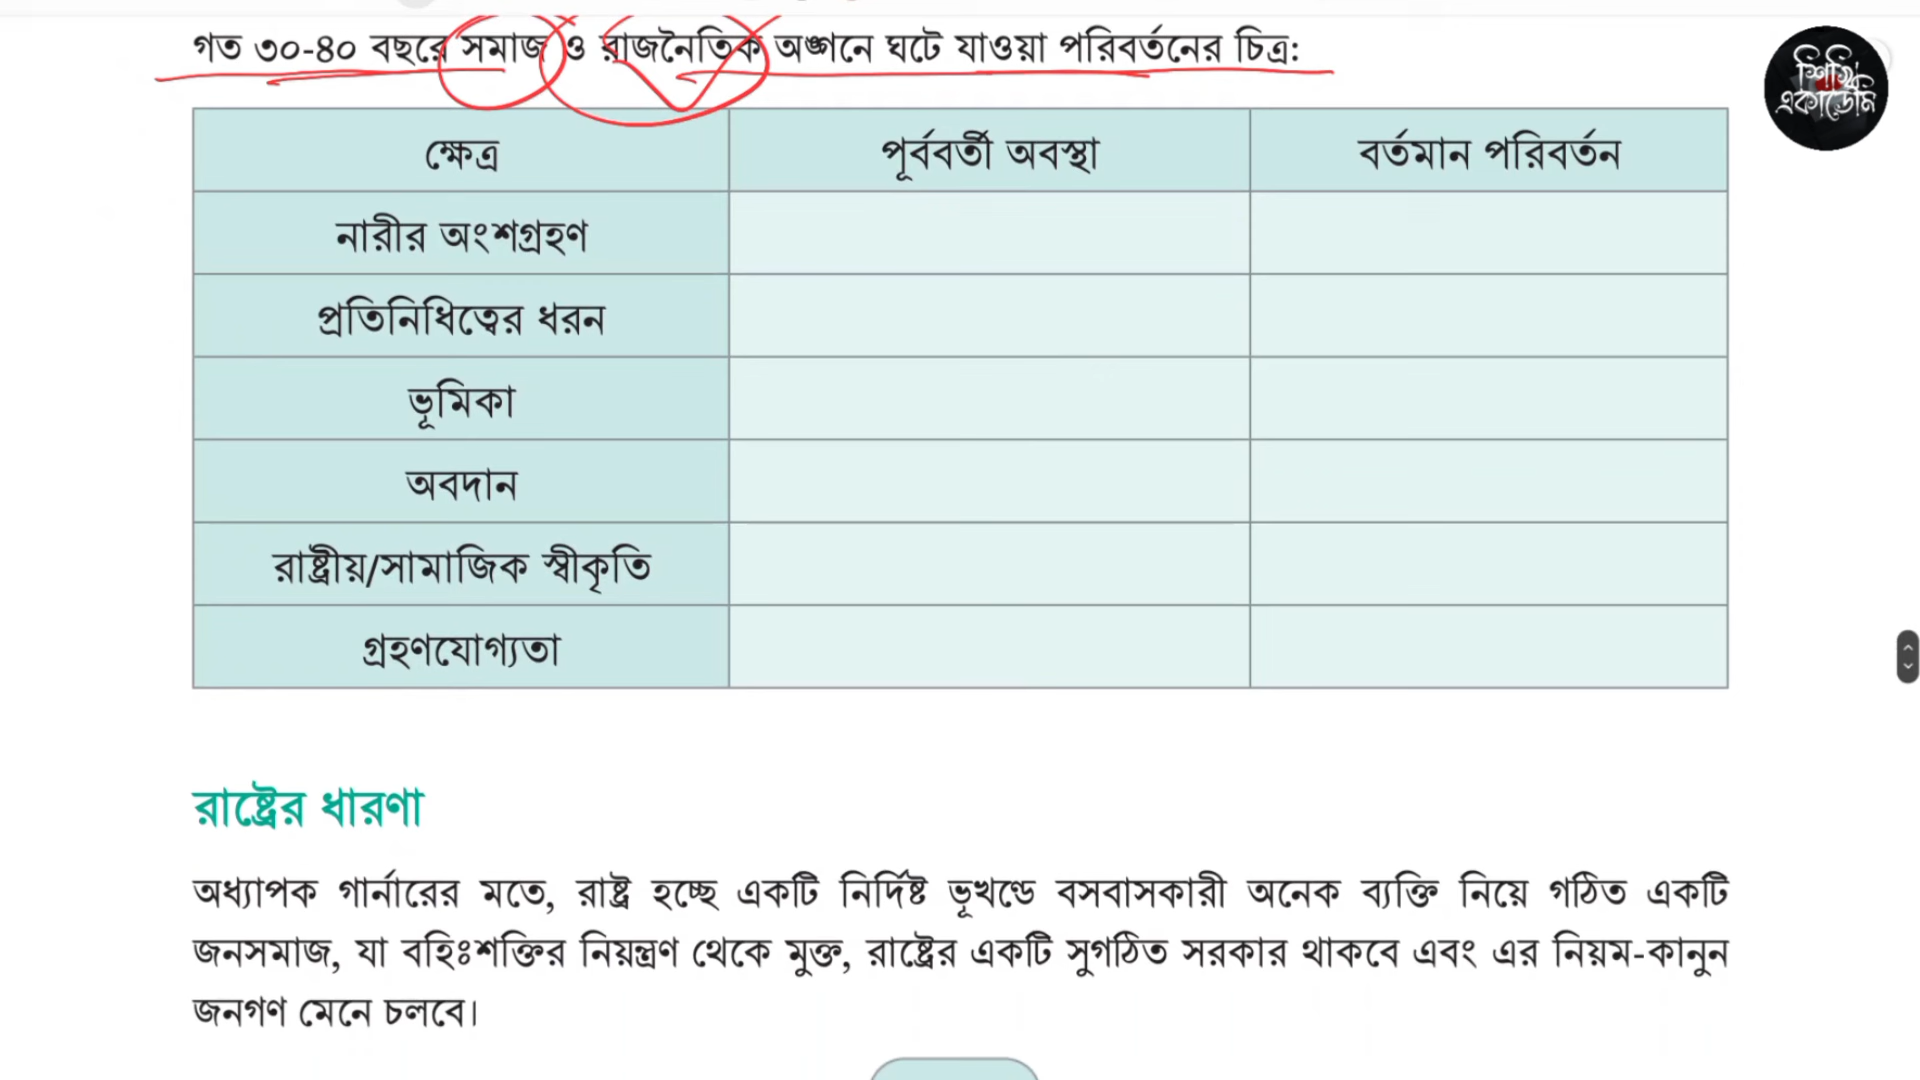 গত ৩০-৪০ বছরে সমাজ ও রাজনৈতিক অঙ্গনে ঘটে যাওয়া পরিবর্তনের চিত্র:
শিখি একাডেমি
ক্ষেত্র পূর্ববর্তী অবস্থা বর্তমান পরিবর্তন
নারীর অংশগ্রহণ
প্রতিনিধিত্বের ধরন
ভূমিকা
অবদান
রাষ্ট্রীয়/সামাজিক স্বীকৃতি
গ্রহণযোগ্যতা
রাষ্ট্রের ধারণা
অধ্যাপক গার্নারের মতে, রাষ্ট্র হচ্ছে একটি নির্দিষ্ট ভূখণ্ডে বসবাসকারী অনেক ব্যক্তি নিয়ে গঠিত একটি
জনসমাজ, যা বহিঃশক্তির নিয়ন্ত্রণ থেকে মুক্ত, রাষ্ট্রের একটি সুগঠিত সরকার থাকবে এবং এর নিয়ম-কানুন
জনগণ মেনে চলবে।